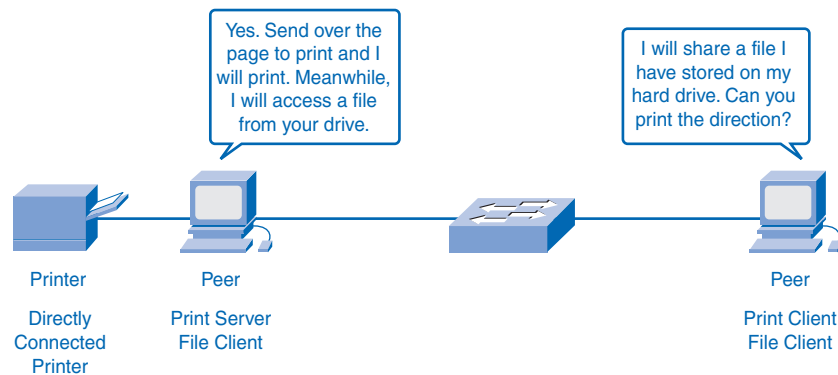 Yes. Send over the
page to print and I
will print. Meanwhile,
I will access a file
from your drive.
I will share a file I
have stored on my
hard drive. Can you
print the direction?
Printer
Directly
Connected
Printer
Peer
Print Server
File Client
Peer
Print Client
File Client